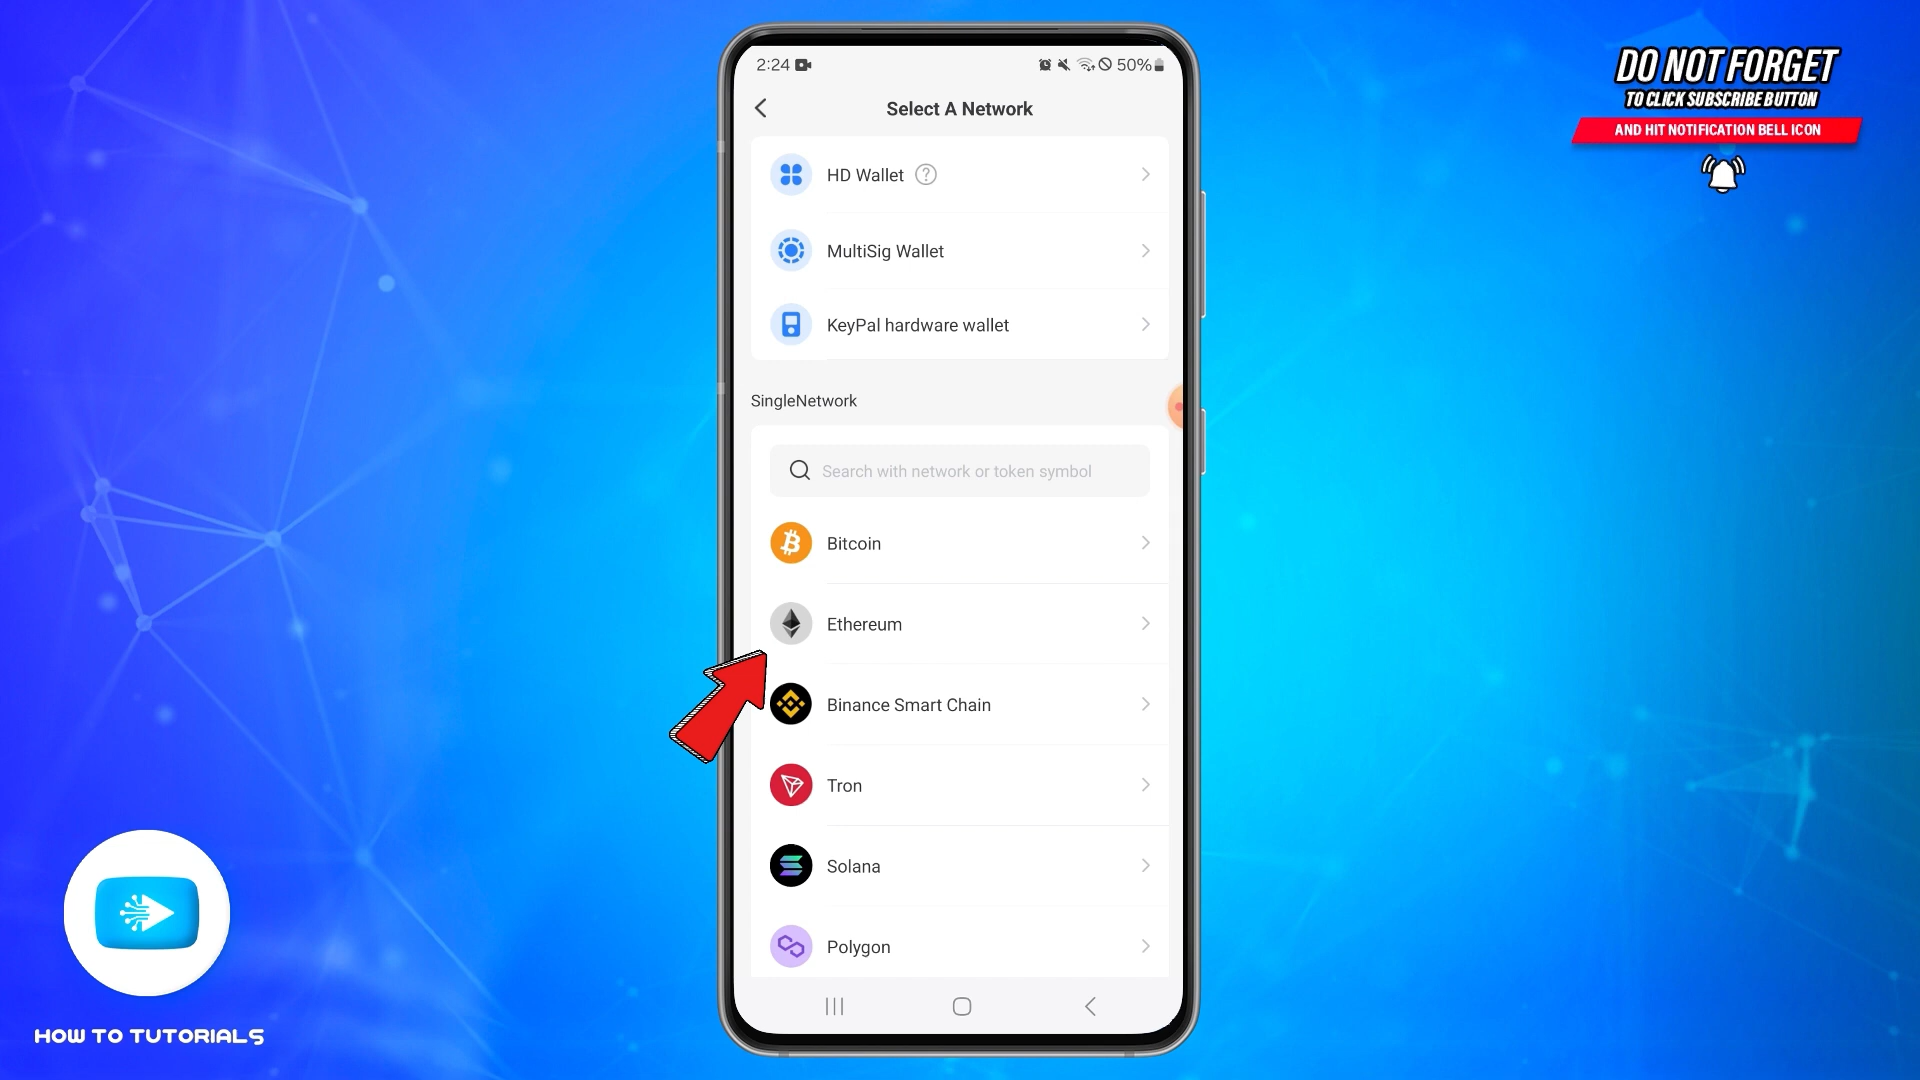 DO NOT FORGET
TO CLICK SUBSCRIBE BUTTON
AND HIT NOTIFICATION BELL ICON
2:24
50%
Select A Network
HD Wallet ?
MultiSig Wallet
KeyPal hardware wallet
SingleNetwork
Search with network or token symbol
Bitcoin
Ethereum
Binance Smart Chain
Tron
Solana
Polygon
HOW TO TUTORIALS